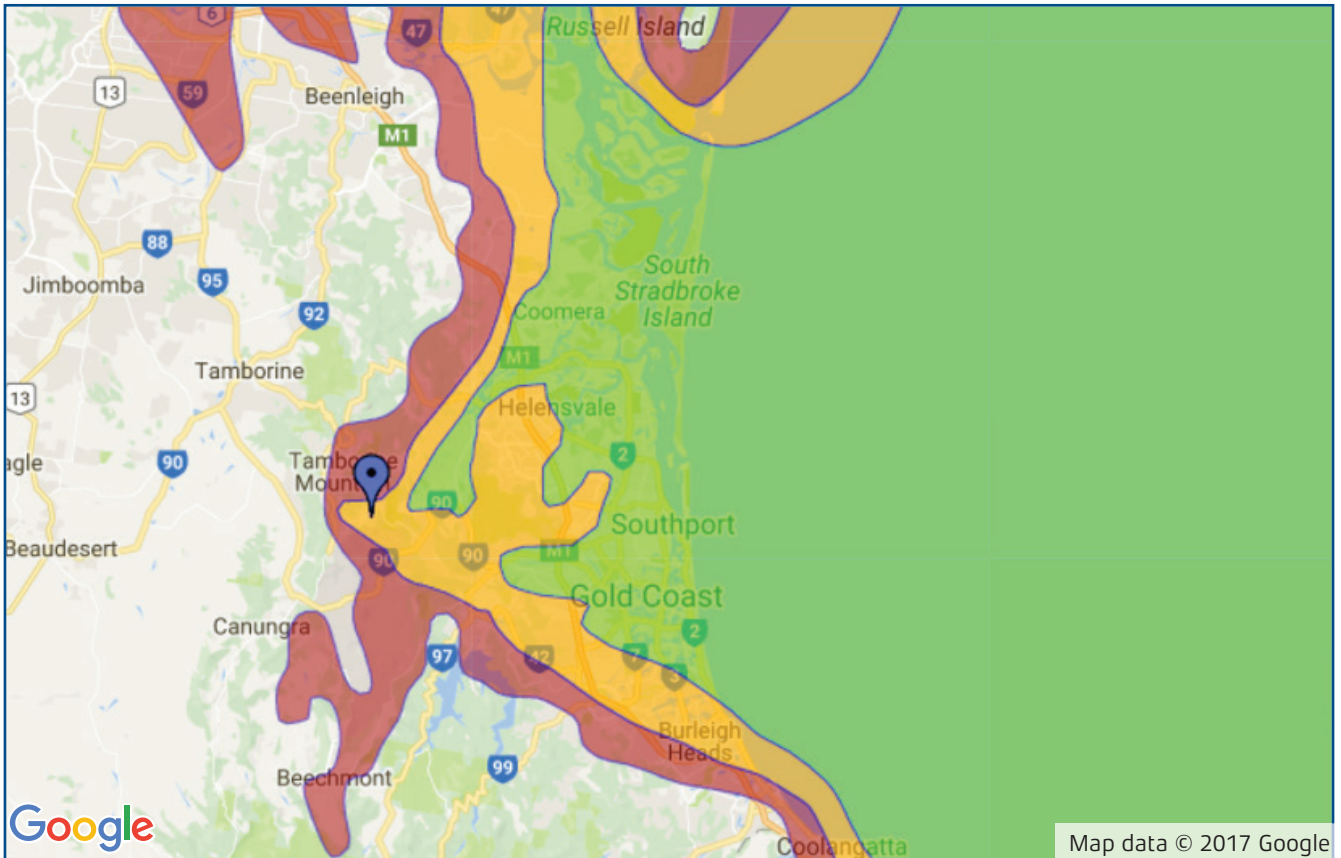 6
47
47
Russell Island
13
59
Beenleigh
M1
88
Jimboomba
95
92
South
Stradbroke
Island
Coomera
M1
Tamborine
13
Helensvale
2
agle
90
Tamborine
Mountain
90
Southport
Beaudesert
90
90
M1
Gold Coast
Canungra
2
97
42
7
3
Burleigh
Heads
99
Beechmont
Google
Coolangatta
Map data © 2017 Google